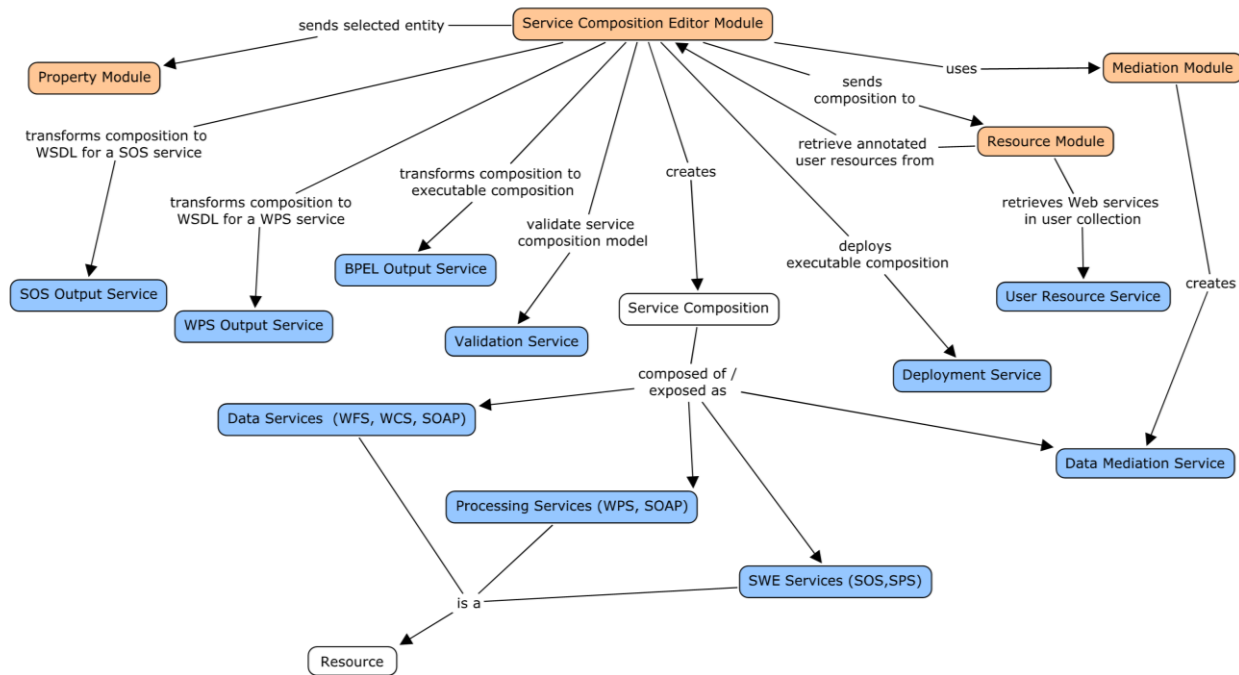 sends selected entity
Service Composition Editor Module
Property Module
uses
Mediation Module
sends
composition to
transforms composition to
WSDL for a SOS service
retrieve annotated
user resources from
Resource Module
transforms composition to
executable composition
creates
transforms composition to
WSDL for a WPS service
retrieves Web services
in user collection
validate service
composition model
deploys
executable composition
BPEL Output Service
SOS Output Service
User Resource Service
creates
Service Composition
WPS Output Service
Validation Service
Deployment Service
composed of /
exposed as
Data Services  (WFS, WCS, SOAP)
Data Mediation Service
Processing Services (WPS, SOAP)
SWE Services (SOS,SPS)
is a
Resource